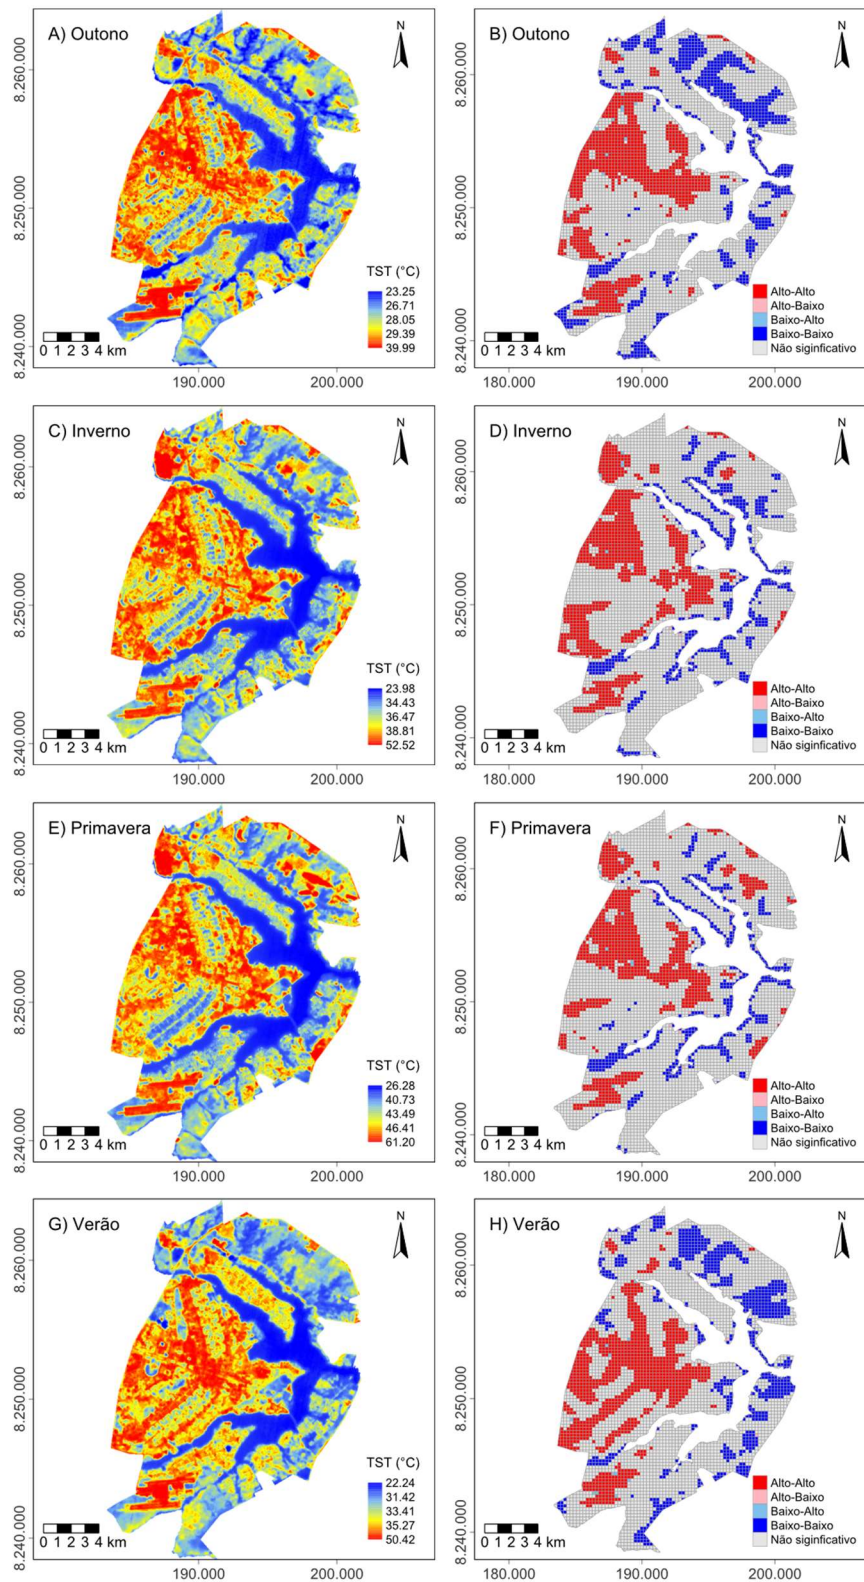 A) Outono
N
8.260.000
8.250.000
8.240.000
TST (°C)
23.25
26.71
28.05
29.39
39.99
0 1 2 3 4 km
190.000
200.000
B) Outono
N
8.260.000
8.250.000
8.240.000
Alto-Alto
Alto-Baixo
Baixo-Alto
Baixo-Baixo
Não siginficativo
0 1 2 3 4 km
180.000
190.000
200.000
C) Inverno
N
8.260.000
8.250.000
8.240.000
TST (°C)
23.98
34.43
36.47
38.81
52.52
0 1 2 3 4 km
190.000
200.000
D) Inverno
N
8.260.000
8.250.000
8.240.000
Alto-Alto
Alto-Baixo
Baixo-Alto
Baixo-Baixo
Não siginficativo
0 1 2 3 4 km
180.000
190.000
200.000
E) Primavera
N
8.260.000
8.250.000
8.240.000
TST (°C)
26.28
40.73
43.49
46.41
61.20
0 1 2 3 4 km
190.000
200.000
F) Primavera
N
8.260.000
8.250.000
8.240.000
Alto-Alto
Alto-Baixo
Baixo-Alto
Baixo-Baixo
Não siginficativo
0 1 2 3 4 km
180.000
190.000
200.000
G) Verão
N
8.260.000
8.250.000
8.240.000
TST (°C)
22.24
31.42
33.41
35.27
50.42
0 1 2 3 4 km
190.000
200.000
H) Verão
N
8.260.000
8.250.000
8.240.000
Alto-Alto
Alto-Baixo
Baixo-Alto
Baixo-Baixo
Não siginficativo
0 1 2 3 4 km
180.000
190.000
200.000